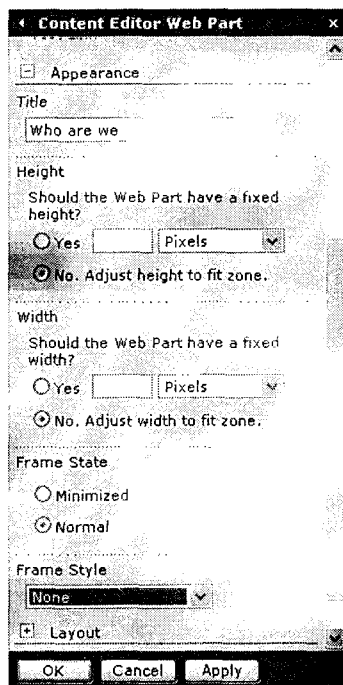 Content Editor Web Part
Appearance
Title
Who are we
Height
Should the Web Part have a fixed
height?
Yes Pixels
No. Adjust height to fit zone.
Width
Should the Web Part have a fixed
width?
Yes Pixels
No. Adjust width to fit zone.
Frame State
Minimized
Normal
Frame Style
None
Layout
OK Cancel Apply